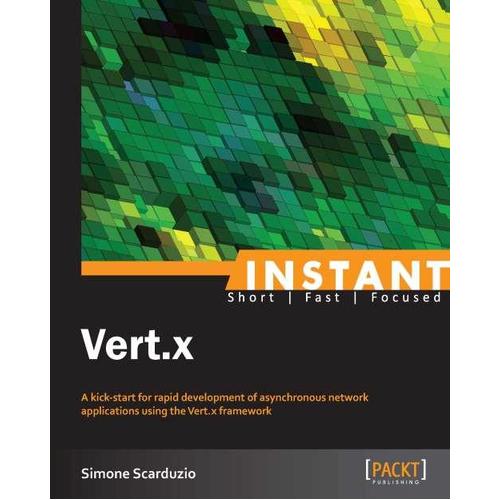 INSTANT
Short | Fast | Focused
Vert.x
A kick-start for rapid development of asynchronous network
applications using the Vert.x framework
Simone Scarduzio
[PACKT]
PUBLISHING